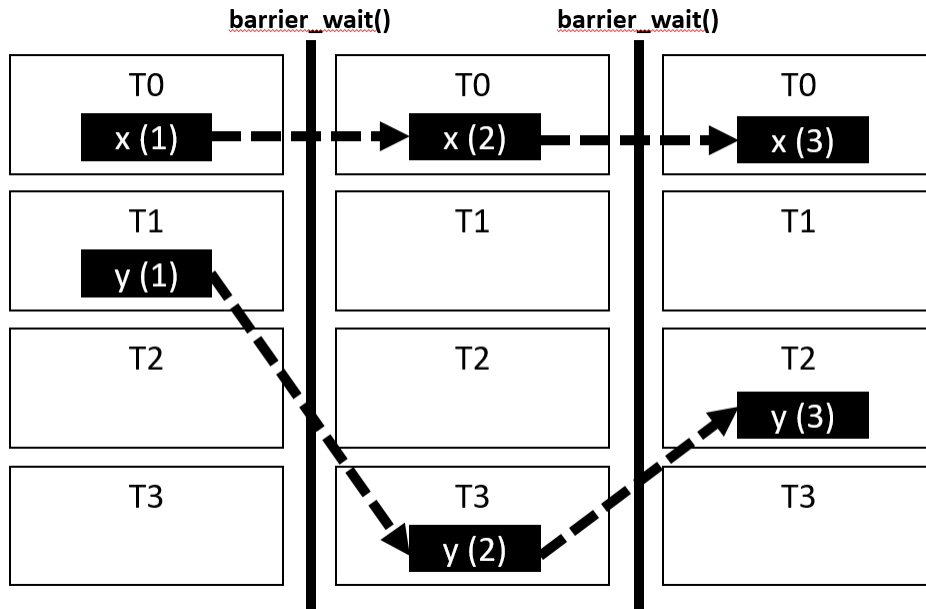 barrier_wait() barrier_wait()
T0 T0 T0
x (1) x (2) x (3)
T1 T1 T1
y (1)
T2 T2 T2
y (3)
T3 T3 T3
y (2)